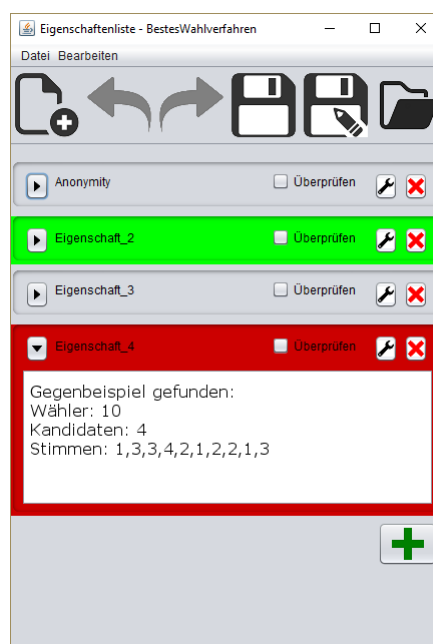 Eigenschaftenliste - BestesWahlverfahren
Datei Bearbeiten
Anonymity Überprüfen
Eigenschaft_2 Überprüfen
Eigenschaft_3 Überprüfen
Eigenschaft_4 Überprüfen
Gegenbeispiel gefunden:
Wähler: 10
Kandidaten: 4
Stimmen: 1,3,3,4,2,1,2,2,1,3